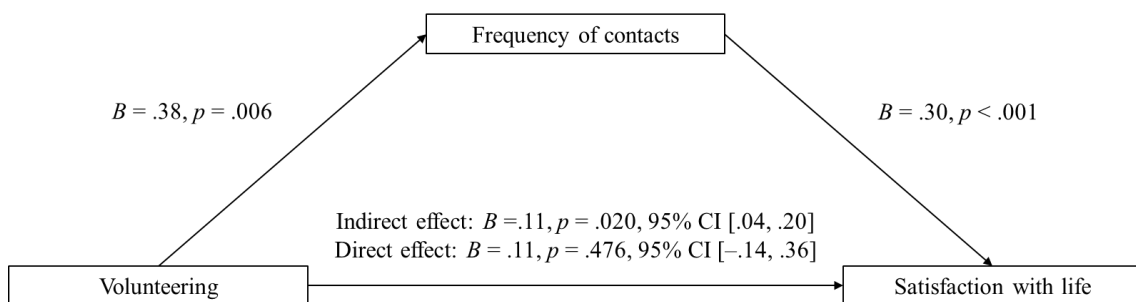 Frequency of contacts
B = .38, p = .006
B = .30, p < .001
Indirect effect: B =.11, p = .020, 95% CI [.04, .20]
Direct effect: B = .11, p = .476, 95% CI [–.14, .36]
Volunteering
Satisfaction with life